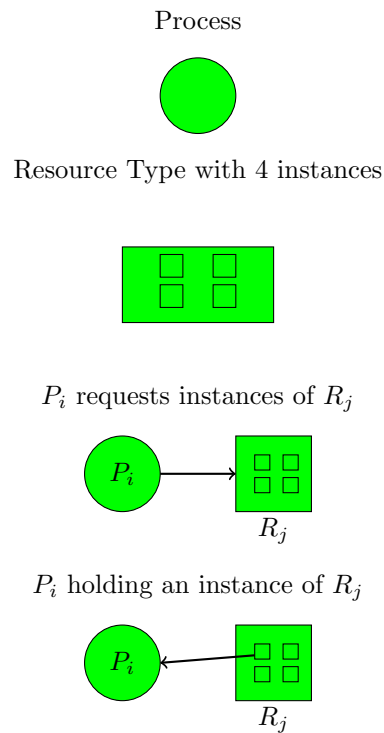 Process
Resource Type with 4 instances
P_i requests instances of R_j
P_i
R_j
P_i holding an instance of R_j
P_i
R_j